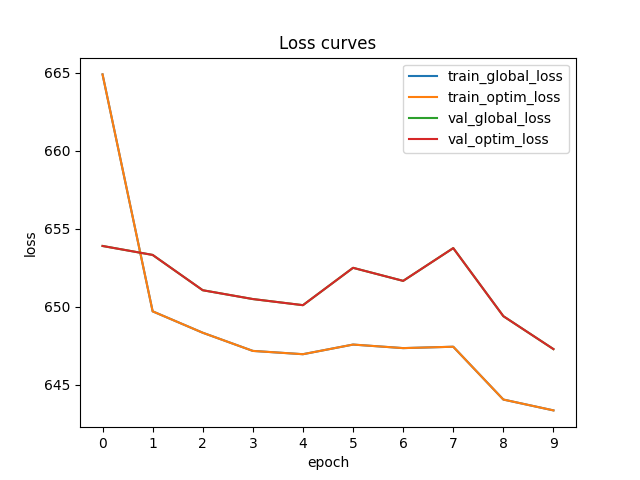 Loss curves
train_global_loss
train_optim_loss
val_global_loss
val_optim_loss
665
660
655
650
645
loss
0 1 2 3 4 5 6 7 8 9
epoch